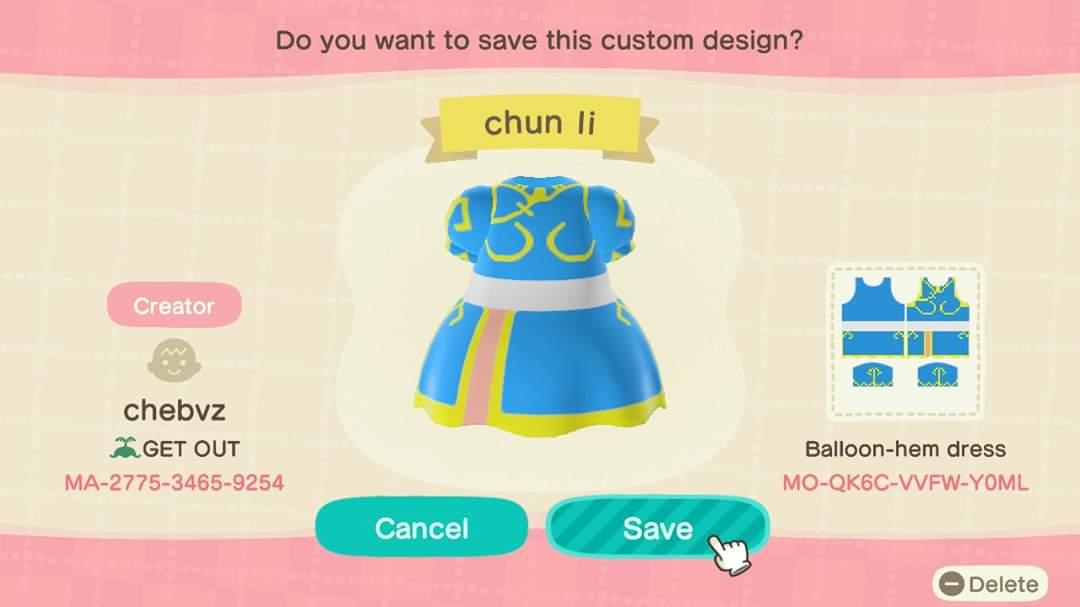 Do you want to save this custom design?
chun li
Creator
chebvz
GET OUT
MA-2775-3465-9254
Balloon-hem dress
MO-QK6C-VVFW-Y0ML
Cancel
Save
Delete